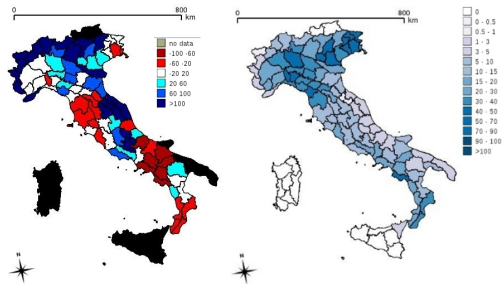 0 800
km
no data
-100 -60
-60 -20
-20 20
20 60
60 100
>100
N
0 800
km
0
0 - 0.5
0.5 - 1
1 - 3
3 - 5
5 - 10
10 - 15
15 - 20
20 - 30
30 - 40
40 - 50
50 - 70
70 - 90
90 - 100
>100
N